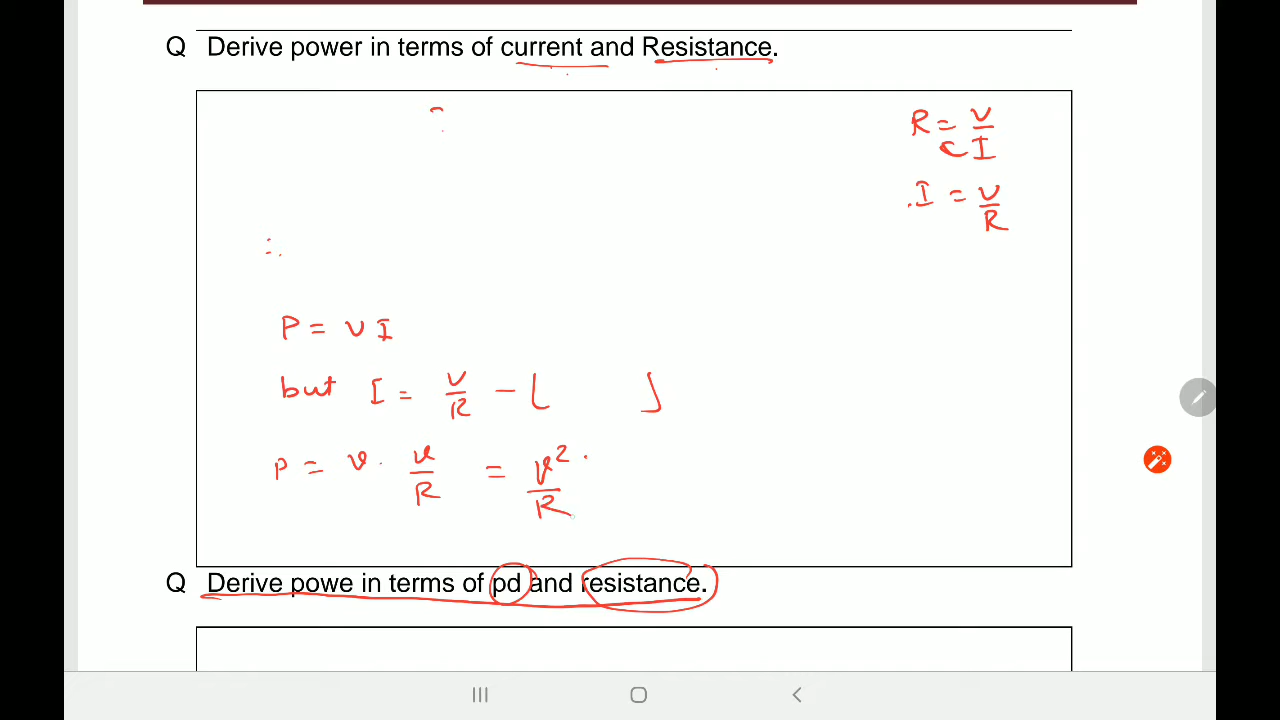 Q Derive power in terms of current and Resistance.
R = V/I
I = V/R
∴
P = VI
but I = V/R - [ ]
P = V · V/R = V²/R
Q Derive powe in terms of pd and resistance.